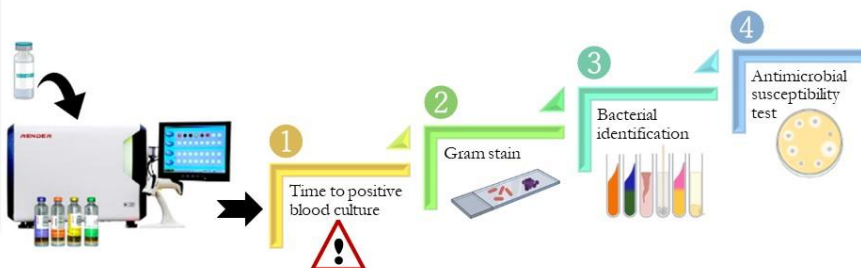 RENDER
1
Time to positive
blood culture
2
Gram stain
3
Bacterial
identification
4
Antimicrobial
susceptibility
test